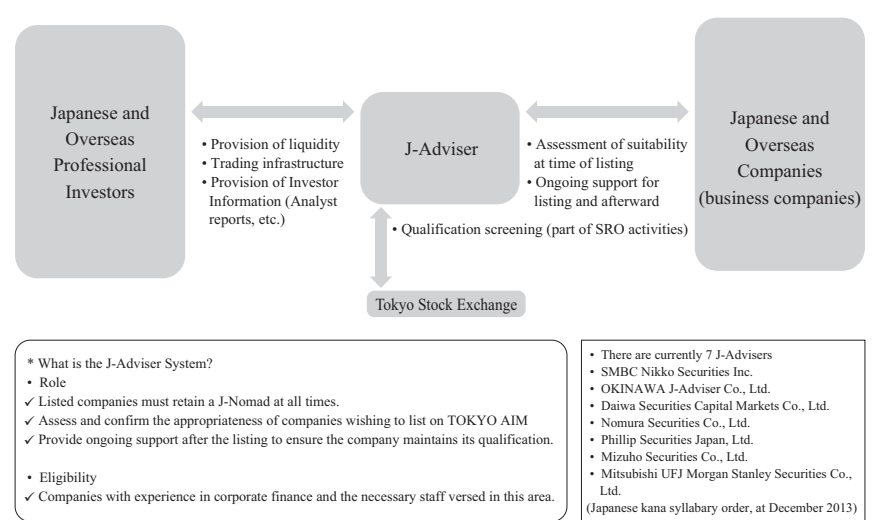 Japanese and
Overseas
Professional
Investors
• Provision of liquidity
• Trading infrastructure
• Provision of Investor
Information (Analyst
reports, etc.)
J-Adviser
• Assessment of suitability
at time of listing
• Ongoing support for
listing and afterward
Japanese and
Overseas
Companies
(business companies)
• Qualification screening (part of SRO activities)
Tokyo Stock Exchange
* What is the J-Adviser System?
• Role
✓ Listed companies must retain a J-Nomad at all times.
✓ Assess and confirm the appropriateness of companies wishing to list on TOKYO AIM
✓ Provide ongoing support after the listing to ensure the company maintains its qualification.
• Eligibility
✓ Companies with experience in corporate finance and the necessary staff versed in this area.
• There are currently 7 J-Advisers
• SMBC Nikko Securities Inc.
• OKINAWA J-Adviser Co., Ltd.
• Daiwa Securities Capital Markets Co., Ltd.
• Nomura Securities Co., Ltd.
• Phillip Securities Japan, Ltd.
• Mizuho Securities Co., Ltd.
• Mitsubishi UFJ Morgan Stanley Securities Co.,
Ltd.
(Japanese kana syllabary order, at December 2013)